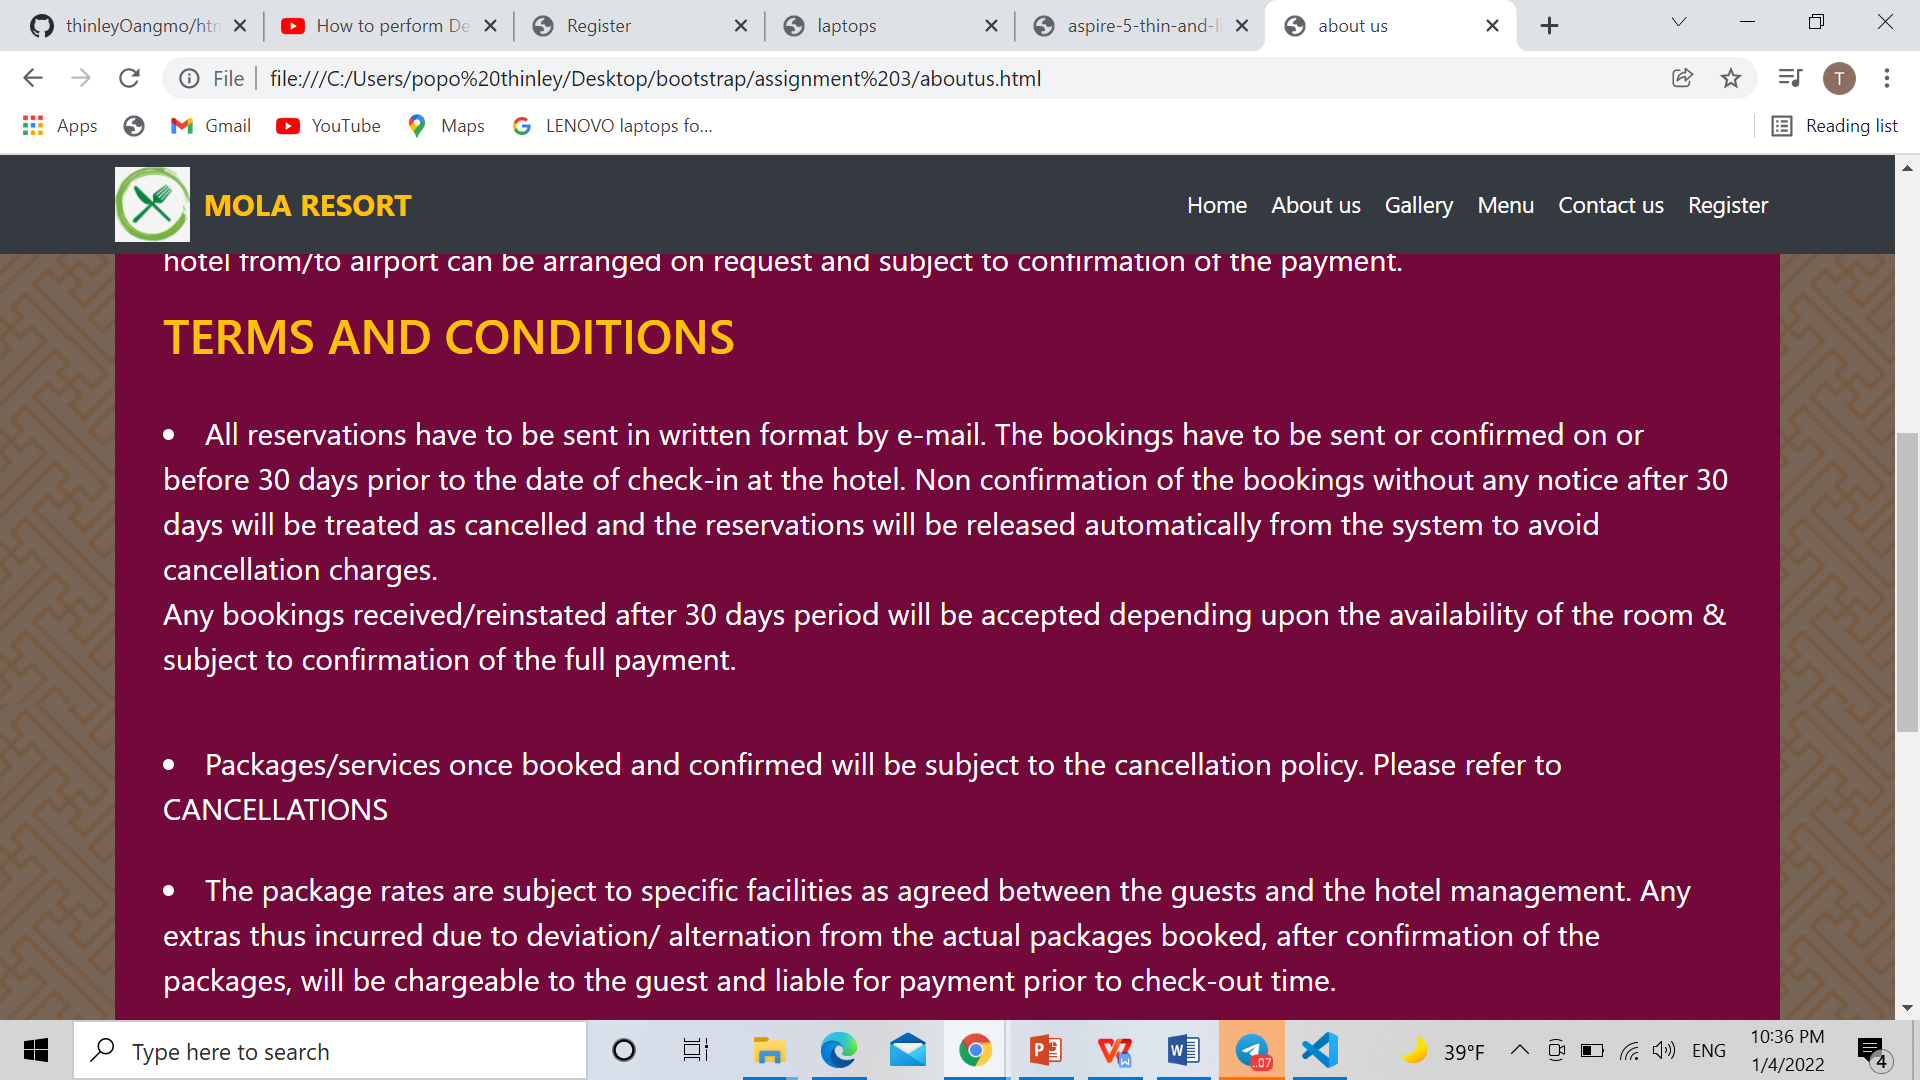 thinleyOangmo/htm
How to perform De
Register
laptops
aspire-5-thin-and-li
about us
File
file:///C:/Users/popo%20thinley/Desktop/bootstrap/assignment%203/aboutus.html
T
Apps
Gmail
YouTube
Maps
LENOVO laptops fo...
Reading list
MOLA RESORT
Home
About us
Gallery
Menu
Contact us
Register
hotel from/to airport can be arranged on request and subject to confirmation of the payment.
TERMS AND CONDITIONS
• All reservations have to be sent in written format by e-mail. The bookings have to be sent or confirmed on or
before 30 days prior to the date of check-in at the hotel. Non confirmation of the bookings without any notice after 30
days will be treated as cancelled and the reservations will be released automatically from the system to avoid
cancellation charges.
Any bookings received/reinstated after 30 days period will be accepted depending upon the availability of the room &
subject to confirmation of the full payment.
• Packages/services once booked and confirmed will be subject to the cancellation policy. Please refer to
CANCELLATIONS
• The package rates are subject to specific facilities as agreed between the guests and the hotel management. Any
extras thus incurred due to deviation/ alternation from the actual packages booked, after confirmation of the
packages, will be chargeable to the guest and liable for payment prior to check-out time.
Type here to search
..07
39°F
ENG
10:36 PM
1/4/2022
4